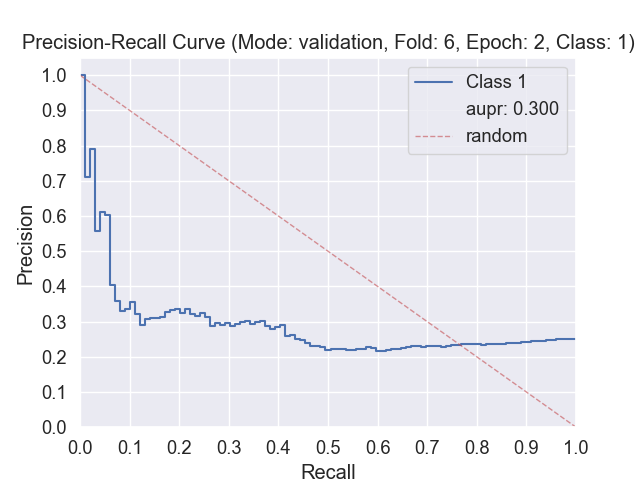 Precision-Recall Curve (Mode: validation, Fold: 6, Epoch: 2, Class: 1)
Class 1
aupr: 0.300
random
Precision
1.0
0.9
0.8
0.7
0.6
0.5
0.4
0.3
0.2
0.1
0.0
0.0 0.1 0.2 0.3 0.4 0.5 0.6 0.7 0.8 0.9 1.0
Recall